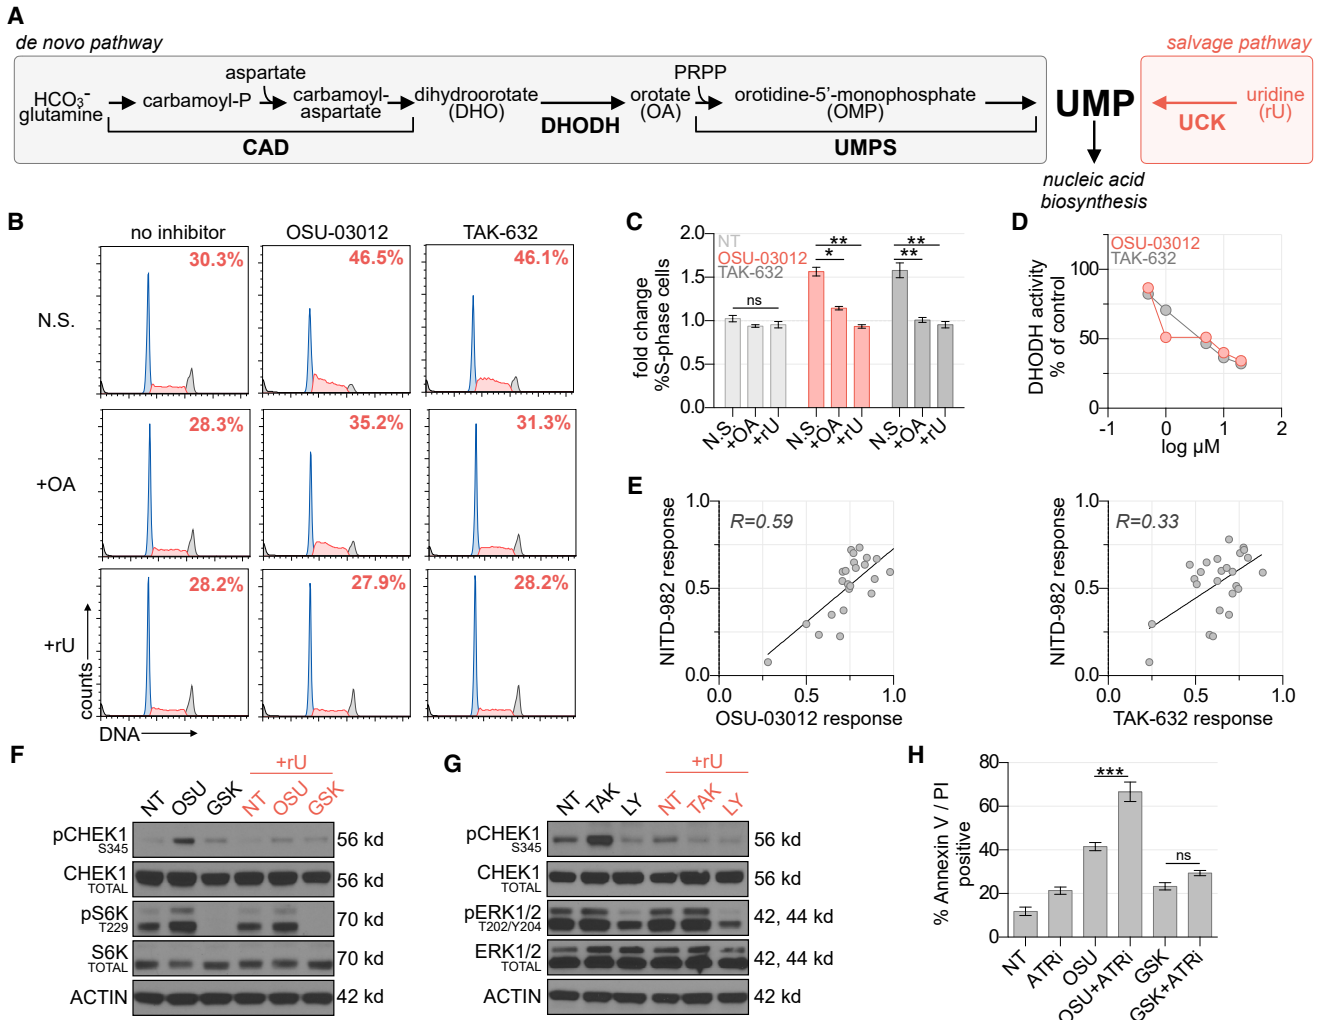 A
de novo pathway
salvage pathway
aspartate
PRPP
HCO3-
glutamine
carbamoyl-P
carbamoyl-
aspartate
dihydroorotate
(DHO)
DHODH
orotate
(OA)
orotidine-5'-monophosphate
(OMP)
UMP
uridine
(rU)
UCK
CAD
UMPS
nucleic acid
biosynthesis
B
no inhibitor
OSU-03012
TAK-632
N.S.
30.3%
46.5%
46.1%
+OA
28.3%
35.2%
31.3%
+rU
28.2%
27.9%
28.2%
counts
DNA
C
fold change
%S-phase cells
2.0
1.5
1.0
0.5
0.0
NT
OSU-03012
TAK-632
ns
**
*
**
**
N.S.
+OA
+rU
N.S.
+OA
+rU
N.S.
+OA
+rU
D
OSU-03012
TAK-632
DHODH activity
% of control
100
50
0
-1
0
1
2
log µM
E
NITD-982 response
1.0
0.5
0.0
R=0.59
0.0
0.5
1.0
OSU-03012 response
NITD-982 response
1.0
0.5
0.0
R=0.33
0.0
0.5
1.0
TAK-632 response
F
+rU
NT
OSU
GSK
NT
OSU
GSK
pCHEK1
S345
56 kd
CHEK1
TOTAL
56 kd
pS6K
T229
70 kd
S6K
TOTAL
70 kd
ACTIN
42 kd
G
+rU
NT
TAK
LY
NT
TAK
LY
pCHEK1
S345
56 kd
CHEK1
TOTAL
56 kd
pERK1/2
T202/Y204
42, 44 kd
ERK1/2
TOTAL
42, 44 kd
ACTIN
42 kd
H
% Annexin V / PI
positive
80
60
40
20
0
***
ns
NT
ATRi
OSU
OSU+ATRi
GSK
GSK+ATRi